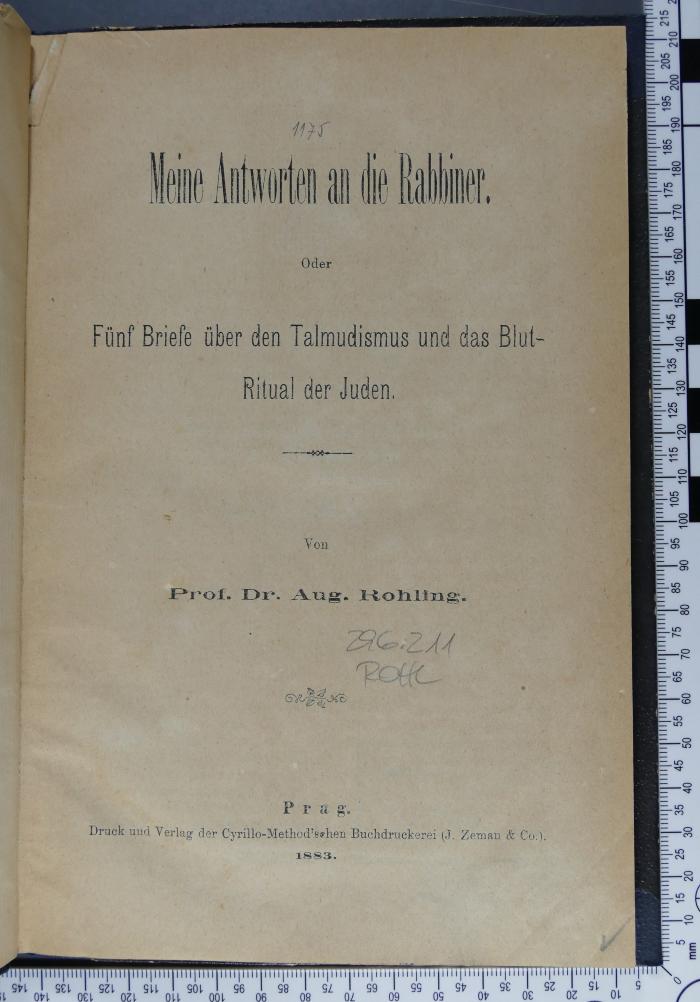 1175
Meine Antworten an die Rabbiner.
Oder
Fünf Briefe über den Talmudismus und das Blut-
Ritual der Juden.
Von
Prof. Dr. Aug. Rohling.
296:211
ROHL
Prag.
Druck und Verlag der Cyrillo-Method'schen Buchdruckerei (J. Zeman & Co.).
1883.